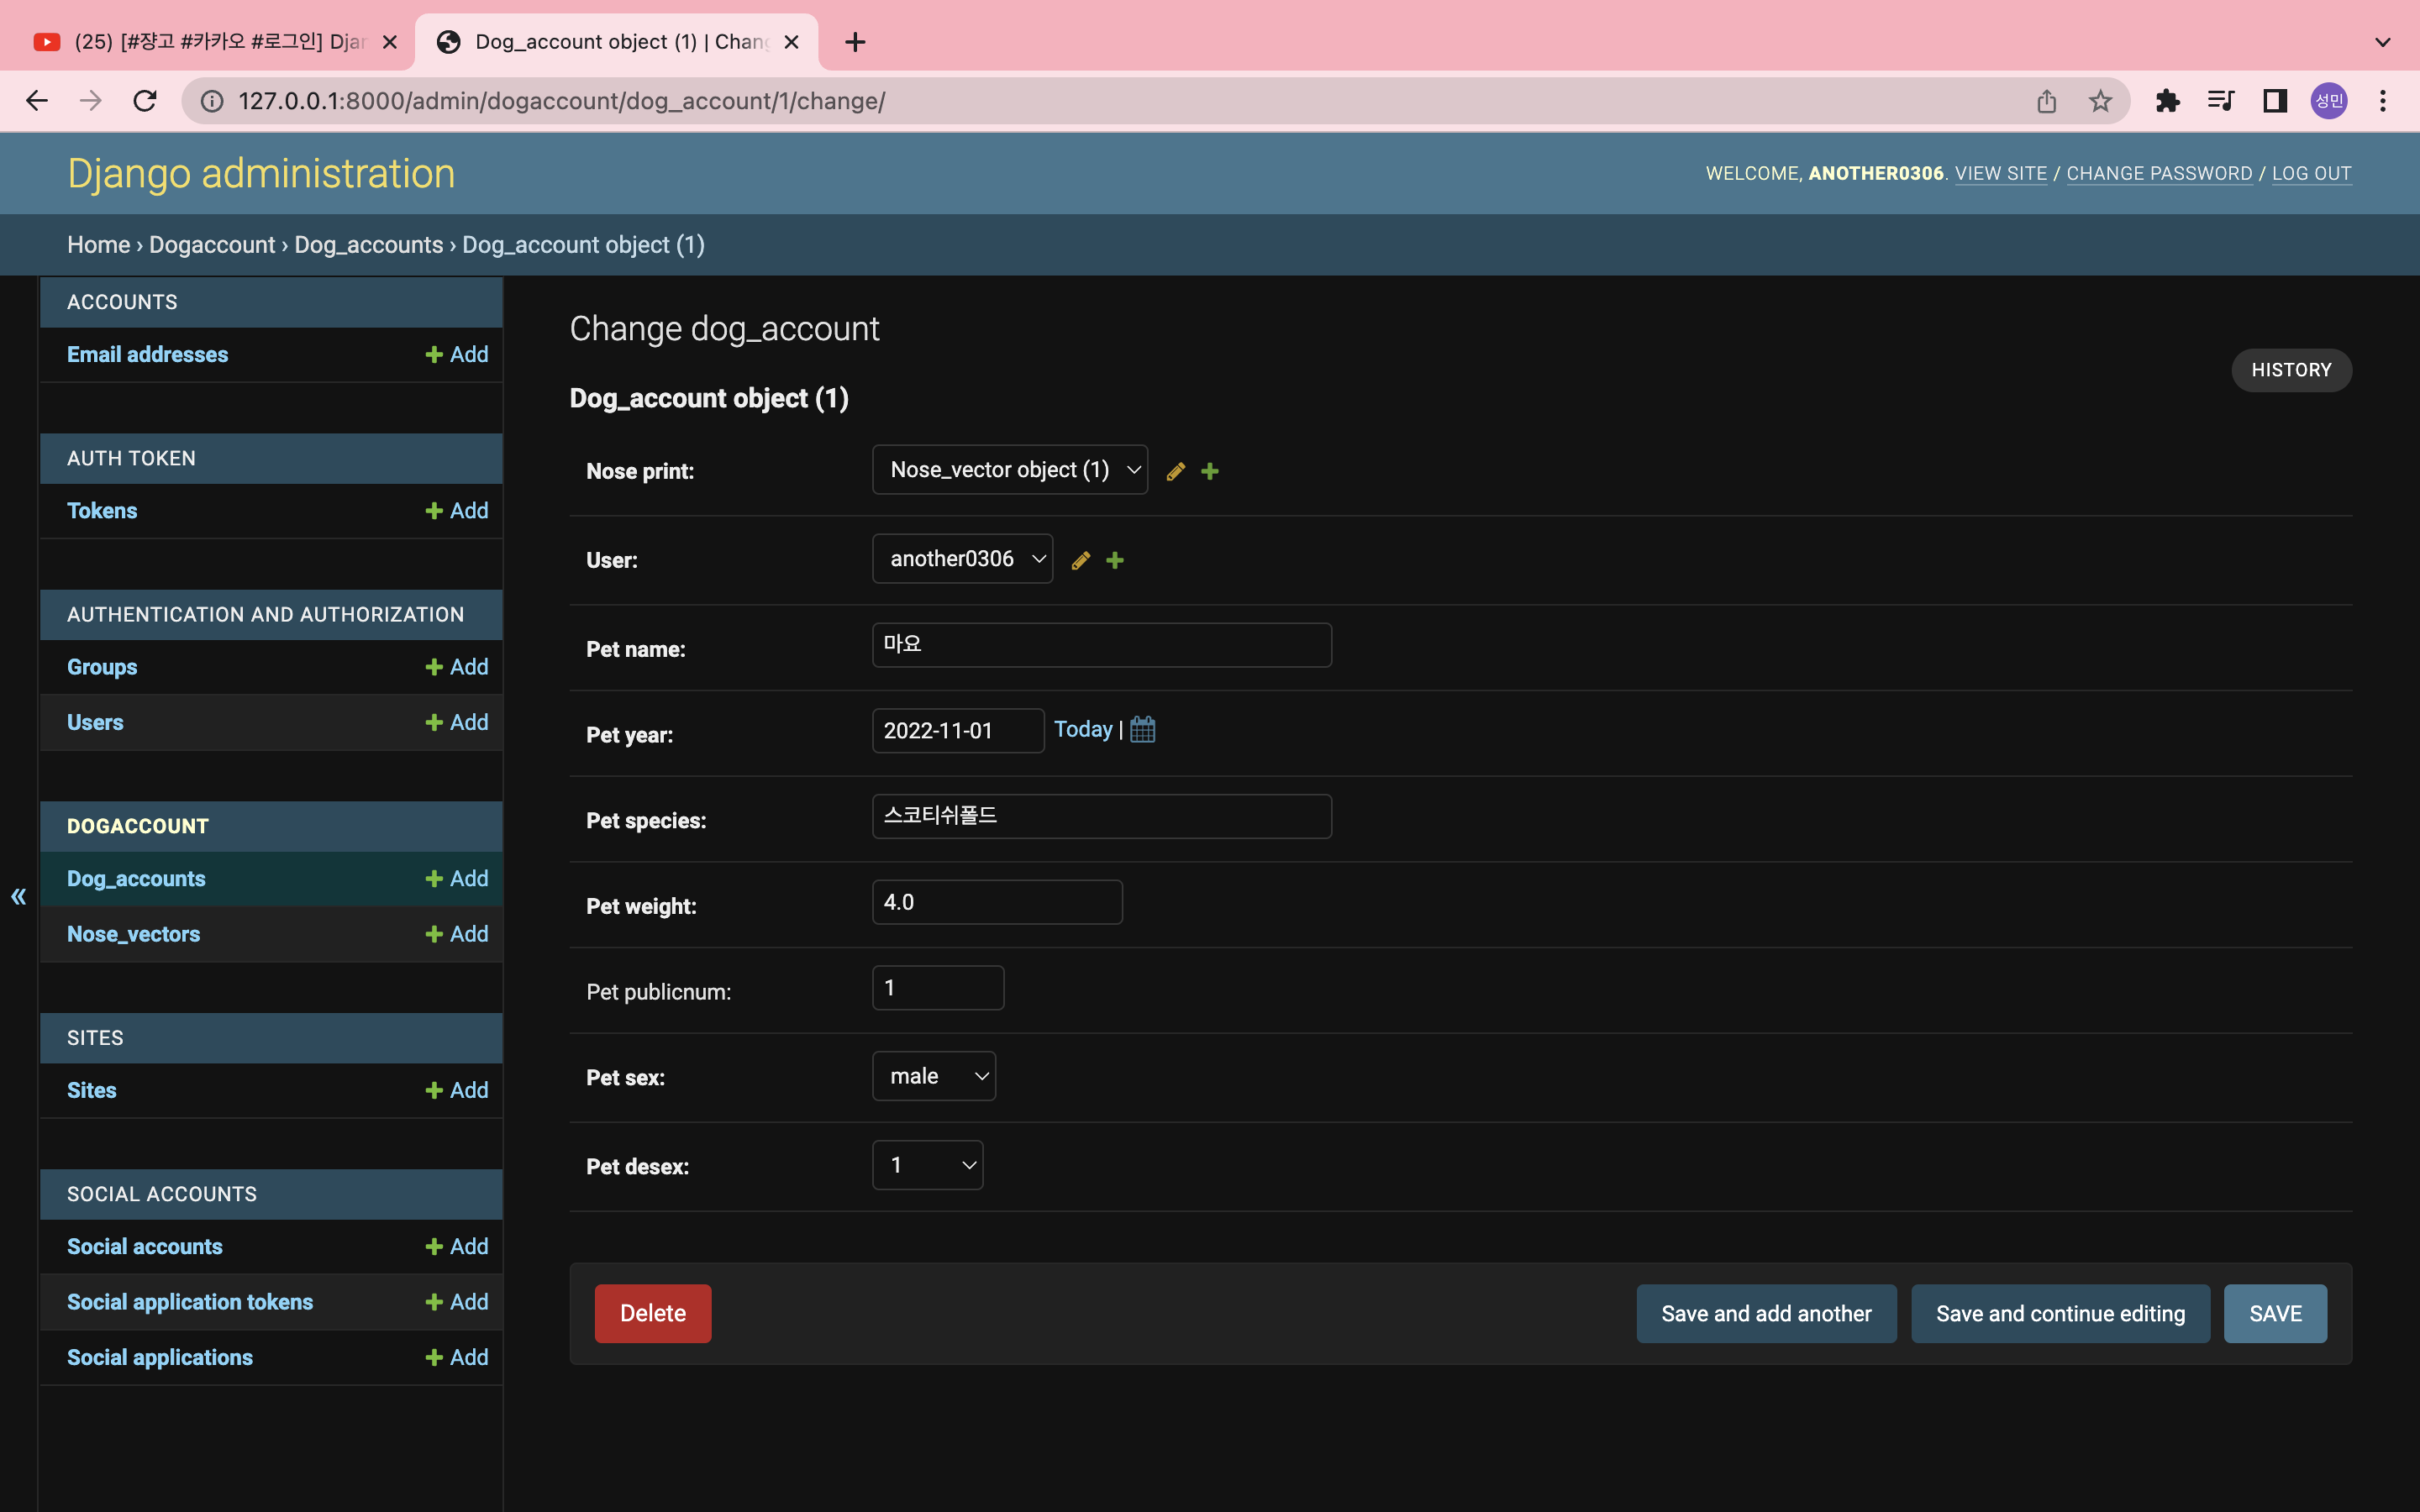 (25) [#쟝고 #카카오 #로그인] Djan
Dog_account object (1) | Chang
127.0.0.1:8000/admin/dogaccount/dog_account/1/change/
성민
Django administration
WELCOME, ANOTHER0306. VIEW SITE / CHANGE PASSWORD / LOG OUT
Home › Dogaccount › Dog_accounts › Dog_account object (1)
ACCOUNTS
Email addresses Add
AUTH TOKEN
Tokens Add
AUTHENTICATION AND AUTHORIZATION
Groups Add
Users Add
DOGACCOUNT
Dog_accounts Add
Nose_vectors Add
SITES
Sites Add
SOCIAL ACCOUNTS
Social accounts Add
Social application tokens Add
Social applications Add
«
Change dog_account
HISTORY
Dog_account object (1)
Nose print: Nose_vector object (1)
User: another0306
Pet name: 마요
Pet year: 2022-11-01 Today |
Pet species: 스코티쉬폴드
Pet weight: 4.0
Pet publicnum: 1
Pet sex: male
Pet desex: 1
Delete
Save and add another
Save and continue editing
SAVE